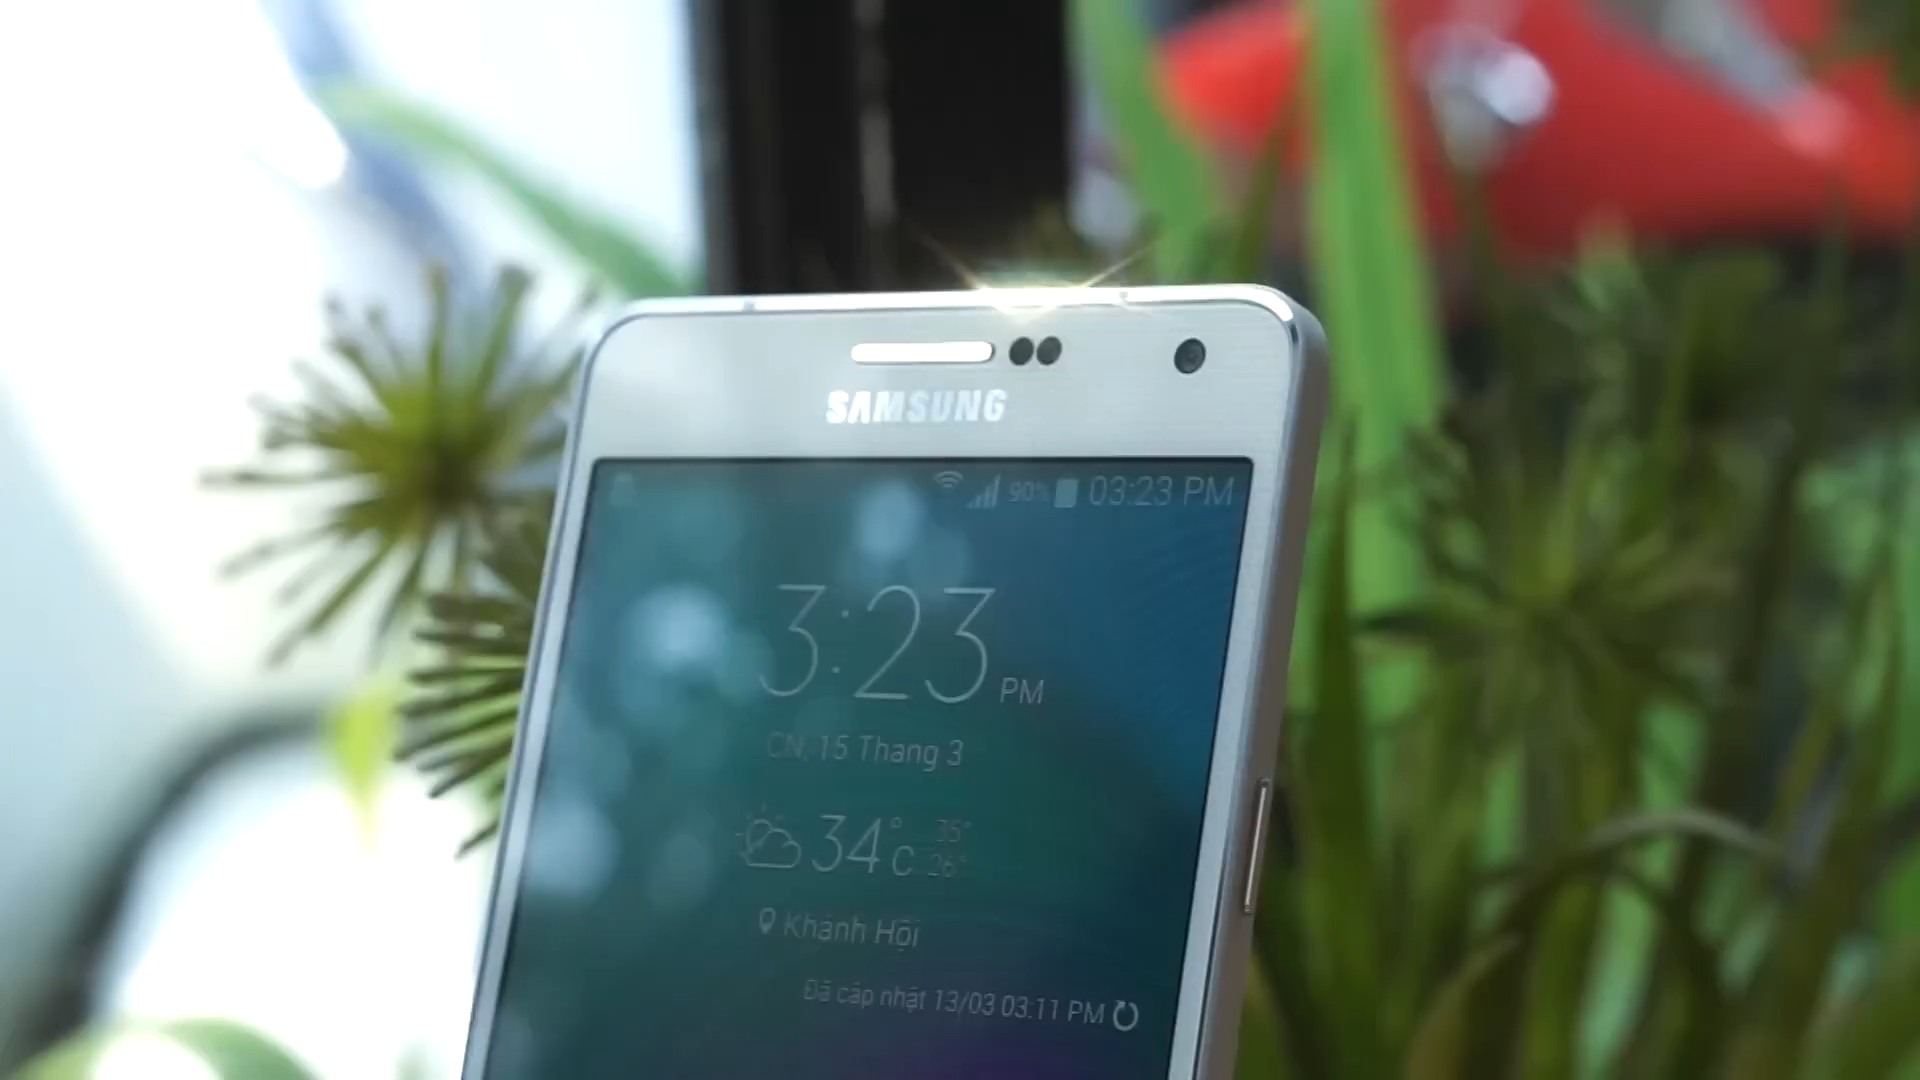 SAMSUNG
90% 03:23 PM
3:23 PM
CN, 15 Thang 3
34°C 35° 26°
Khánh Hội
Đã cập nhật 13/03 03:11 PM